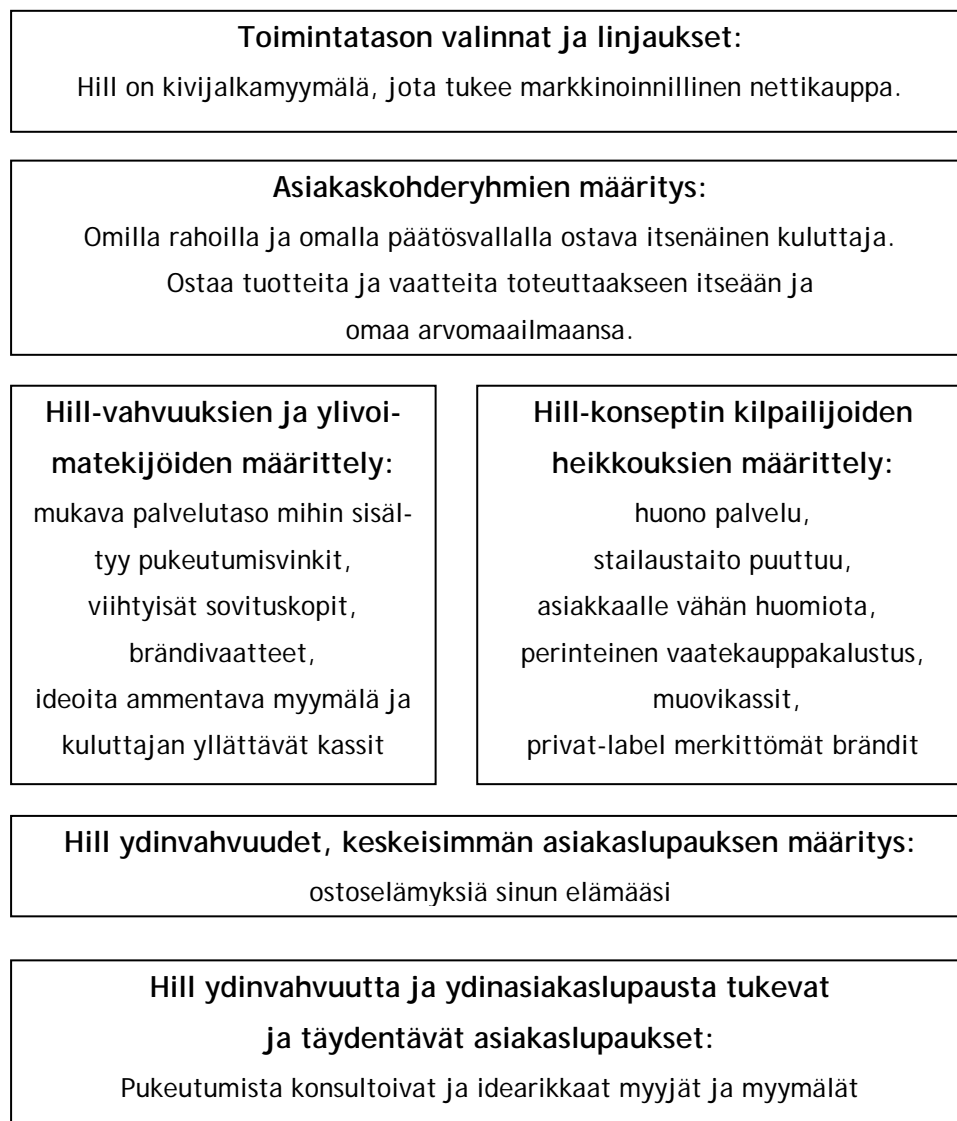 Toimintatason valinnat ja linjaukset:
Hill on kivijalkamyymälä, jota tukee markkinoinnillinen nettikauppa.
Asiakaskohderyhmien määritys:
Omilla rahoilla ja omalla päätösvallalla ostava itsenäinen kuluttaja.
Ostaa tuotteita ja vaatteita toteuttaakseen itseään ja
omaa arvomaailmaansa.
Hill-vahvuuksien ja ylivoi-
matekijöiden määrittely:
mukava palvelutaso mihin sisäl-
tyy pukeutumisvinkit,
viihtyisät sovituskopit,
brändivaatteet,
ideoita ammentava myymälä ja
kuluttajan yllättävät kassit
Hill-konseptin kilpailijoiden
heikkouksien määrittely:
huono palvelu,
stailaustaito puuttuu,
asiakkaalle vähän huomiota,
perinteinen vaatekauppakalustus,
muovikassit,
privat-label merkittömät brändit
Hill ydinvahvuudet, keskeisimmän asiakaslupauksen määritys:
ostoselämyksiä sinun elämääsi
Hill ydinvahvuutta ja ydinasiakaslupausta tukevat
ja täydentävät asiakaslupaukset:
Pukeutumista konsultoivat ja idearikkaat myyjät ja myymälät